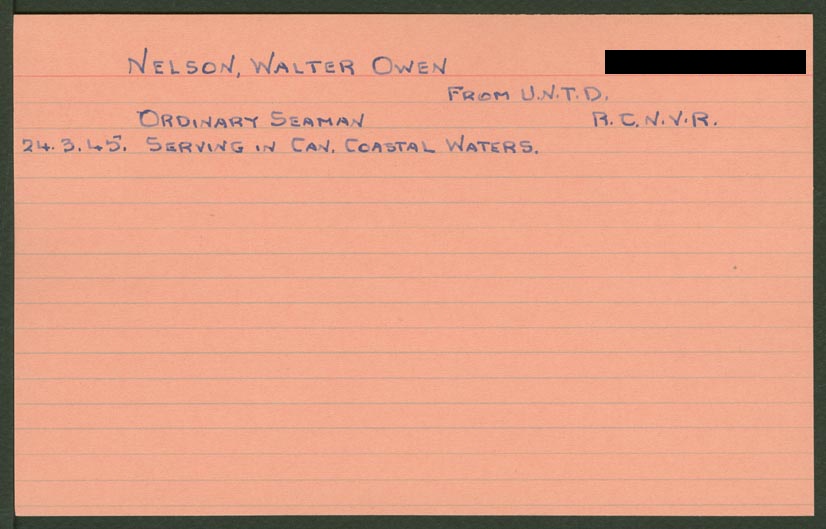 NELSON, WALTER OWEN
FROM U.N.T.D.
ORDINARY SEAMAN R.C.N.V.R.
24.3.45. SERVING IN CAN. COASTAL WATERS.